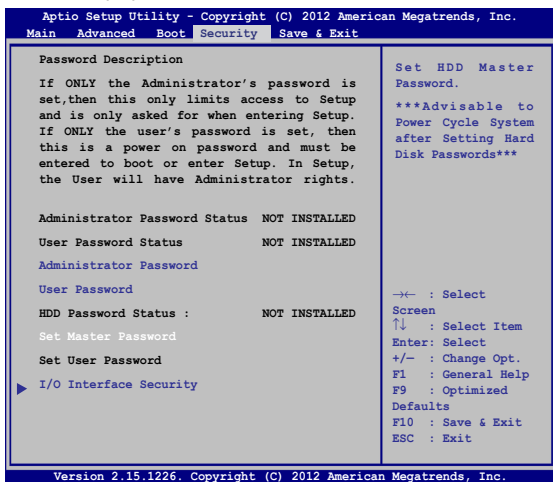 Aptio Setup Utility - Copyright (C) 2012 American Megatrends, Inc.
Main Advanced Boot Security Save & Exit
Password Description
If ONLY the Administrator's password is
set,then this only limits access to Setup
and is only asked for when entering Setup.
If ONLY the user's password is set, then
this is a power on password and must be
entered to boot or enter Setup. In Setup,
the User will have Administrator rights.
Administrator Password Status NOT INSTALLED
User Password Status NOT INSTALLED
Administrator Password
User Password
HDD Password Status : NOT INSTALLED
Set Master Password
Set User Password
I/O Interface Security
Set HDD Master
Password.
***Advisable to
Power Cycle System
after Setting Hard
Disk Passwords***
→← : Select
Screen
↑↓ : Select Item
Enter: Select
+/— : Change Opt.
F1 : General Help
F9 : Optimized
Defaults
F10 : Save & Exit
ESC : Exit
Version 2.15.1226. Copyright (C) 2012 American Megatrends, Inc.